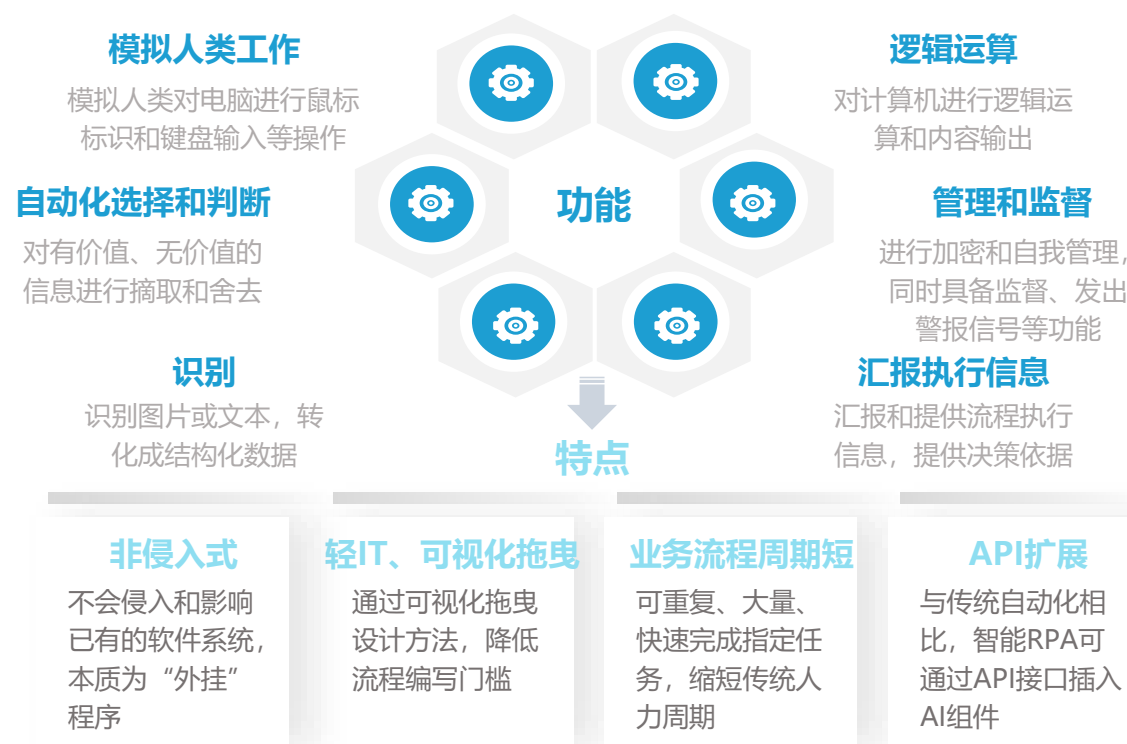 模拟人类工作
模拟人类对电脑进行鼠标
标识和键盘输入等操作
自动化选择和判断
对有价值、无价值的
信息进行摘取和舍去
识别
识别图片或文本，转
化成结构化数据
功能
逻辑运算
对计算机进行逻辑运
算和内容输出
管理和监督
进行加密和自我管理，
同时具备监督、发出
警报信号等功能
汇报执行信息
汇报和提供流程执行
信息，提供决策依据
特点
非侵入式
不会侵入和影响
已有的软件系统，
本质为“外挂”
程序
轻IT、可视化拖曳
通过可视化拖曳
设计方法，降低
流程编写门槛
业务流程周期短
可重复、大量、
快速完成指定任
务，缩短传统人
力周期
API扩展
与传统自动化相
比，智能RPA可
通过API接口插入
AI组件